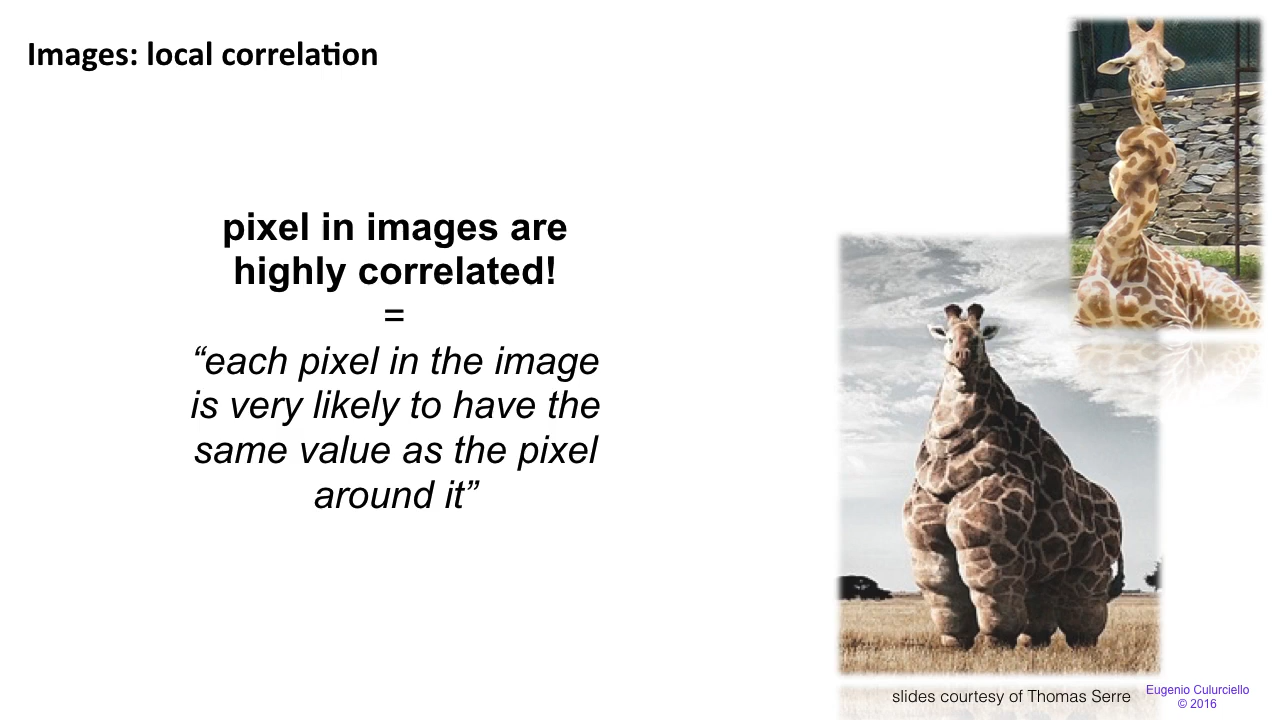 Images: local correlation
pixel in images are
highly correlated!
=
“each pixel in the image
is very likely to have the
same value as the pixel
around it”
slides courtesy of Thomas Serre
Eugenio Culurciello
© 2016